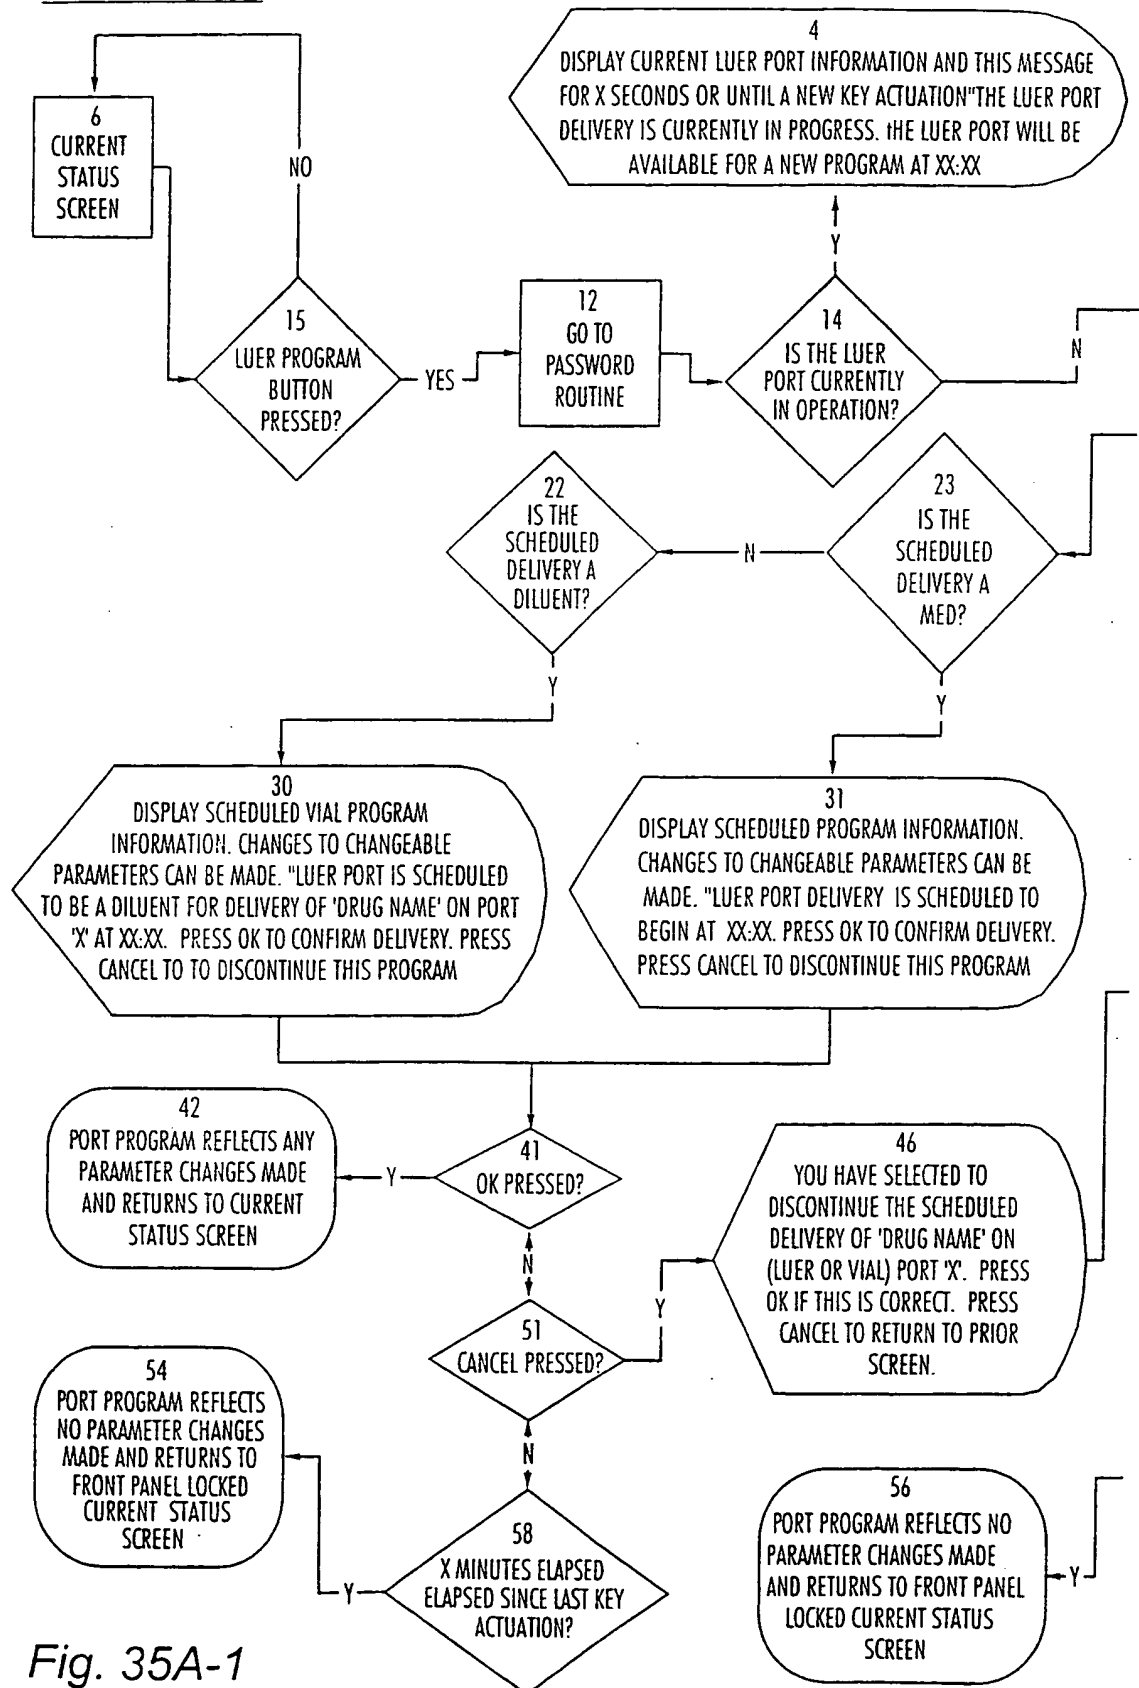 4
DISPLAY CURRENT LUER PORT INFORMATION AND THIS MESSAGE
FOR X SECONDS OR UNTIL A NEW KEY ACTUATION"THE LUER PORT
DELIVERY IS CURRENTLY IN PROGRESS. tHE LUER PORT WILL BE
AVAILABLE FOR A NEW PROGRAM AT XX:XX
6
CURRENT
STATUS
SCREEN
NO
15
LUER PROGRAM
BUTTON
PRESSED?
YES
12
GO TO
PASSWORD
ROUTINE
Y
14
IS THE LUER
PORT CURRENTLY
IN OPERATION?
N
22
IS THE
SCHEDULED
DELIVERY A
DILUENT?
N
23
IS THE
SCHEDULED
DELIVERY A
MED?
Y
Y
30
DISPLAY SCHEDULED VIAL PROGRAM
INFORMATION. CHANGES TO CHANGEABLE
PARAMETERS CAN BE MADE. "LUER PORT IS SCHEDULED
TO BE A DILUENT FOR DELIVERY OF 'DRUG NAME' ON PORT
'X' AT XX:XX. PRESS OK TO CONFIRM DELIVERY. PRESS
CANCEL TO TO DISCONTINUE THIS PROGRAM
31
DISPLAY SCHEDULED PROGRAM INFORMATION.
CHANGES TO CHANGEABLE PARAMETERS CAN BE
MADE. "LUER PORT DELIVERY IS SCHEDULED TO
BEGIN AT XX:XX. PRESS OK TO CONFIRM DELIVERY.
PRESS CANCEL TO DISCONTINUE THIS PROGRAM
42
PORT PROGRAM REFLECTS ANY
PARAMETER CHANGES MADE
AND RETURNS TO CURRENT
STATUS SCREEN
Y
41
OK PRESSED?
N
46
YOU HAVE SELECTED TO
DISCONTINUE THE SCHEDULED
DELIVERY OF 'DRUG NAME' ON
(LUER OR VIAL) PORT 'X'. PRESS
OK IF THIS IS CORRECT. PRESS
CANCEL TO RETURN TO PRIOR
SCREEN.
Y
51
CANCEL PRESSED?
N
54
PORT PROGRAM REFLECTS
NO PARAMETER CHANGES
MADE AND RETURNS TO
FRONT PANEL LOCKED
CURRENT STATUS
SCREEN
Y
58
X MINUTES ELAPSED
ELAPSED SINCE LAST KEY
ACTUATION?
56
PORT PROGRAM REFLECTS NO
PARAMETER CHANGES MADE
AND RETURNS TO FRONT PANEL
LOCKED CURRENT STATUS
SCREEN
Y
Fig. 35A-1